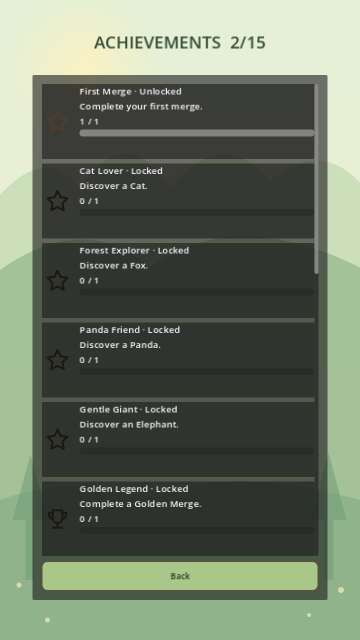 ACHIEVEMENTS 2/15
First Merge · Unlocked
Complete your first merge.
1 / 1
Cat Lover · Locked
Discover a Cat.
0 / 1
Forest Explorer · Locked
Discover a Fox.
0 / 1
Panda Friend · Locked
Discover a Panda.
0 / 1
Gentle Giant · Locked
Discover an Elephant.
0 / 1
Golden Legend · Locked
Complete a Golden Merge.
0 / 1
Back